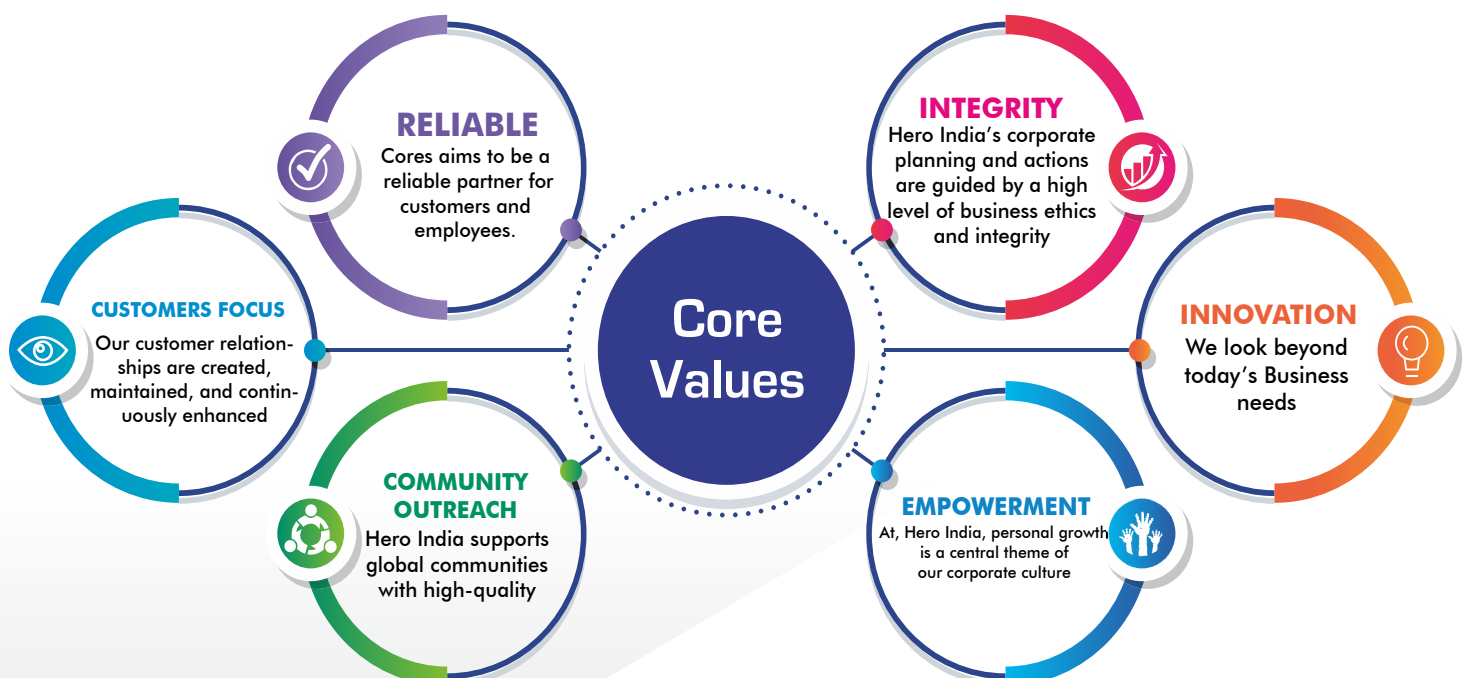 RELIABLE
Cores aims to be a
reliable partner for
customers and
employees.
INTEGRITY
Hero India's corporate
planning and actions
are guided by a high
level of business ethics
and integrity
CUSTOMERS FOCUS
Our customer relation-
ships are created,
maintained, and contin-
uously enhanced
Core
Values
INNOVATION
We look beyond
today's Business
needs
COMMUNITY
OUTREACH
Hero India supports
global communities
with high-quality
EMPOWERMENT
At, Hero India, personal growth
is a central theme of
our corporate culture